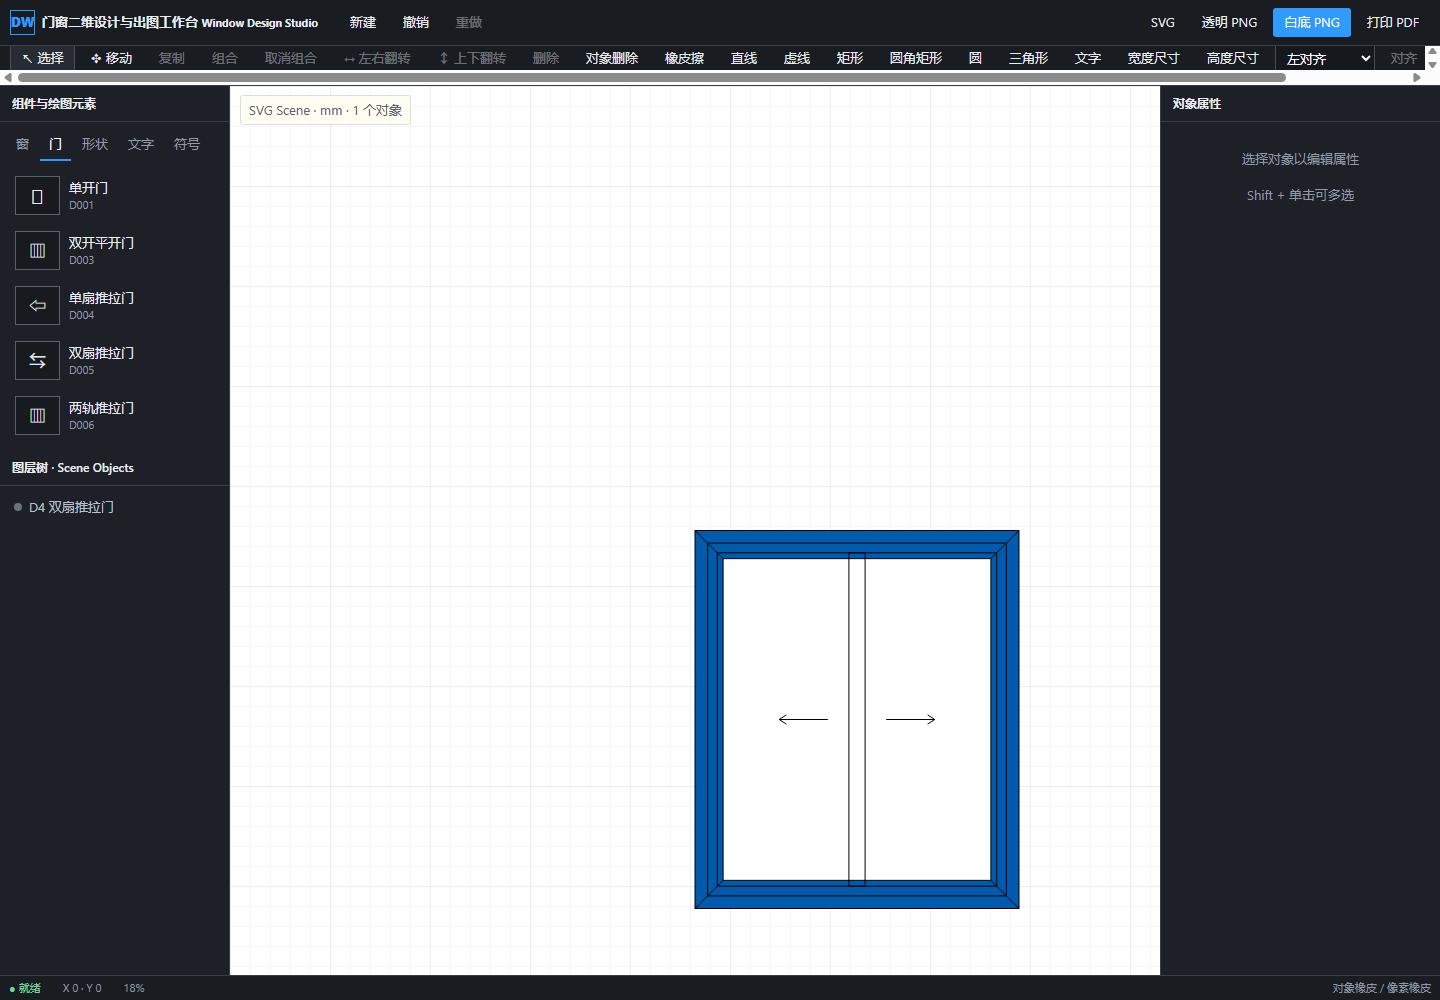 DW 门窗二维设计与出图工作台 Window Design Studio 新建 撤销 重做 SVG 透明 PNG 白底 PNG 打印 PDF
↖ 选择 ✥ 移动 复制 组合 取消组合 ↔ 左右翻转 ↕ 上下翻转 删除 对象删除 橡皮擦 直线 虚线 矩形 圆角矩形 圆 三角形 文字 宽度尺寸 高度尺寸 左对齐 对齐
组件与绘图元素
窗 门 形状 文字 符号
单开门
D001
双开平开门
D003
单扇推拉门
D004
双扇推拉门
D005
两轨推拉门
D006
图层树 · Scene Objects
D4 双扇推拉门
SVG Scene · mm · 1 个对象
对象属性
选择对象以编辑属性
Shift + 单击可多选
● 就绪 X 0 · Y 0 18% 对象橡皮 / 像素橡皮